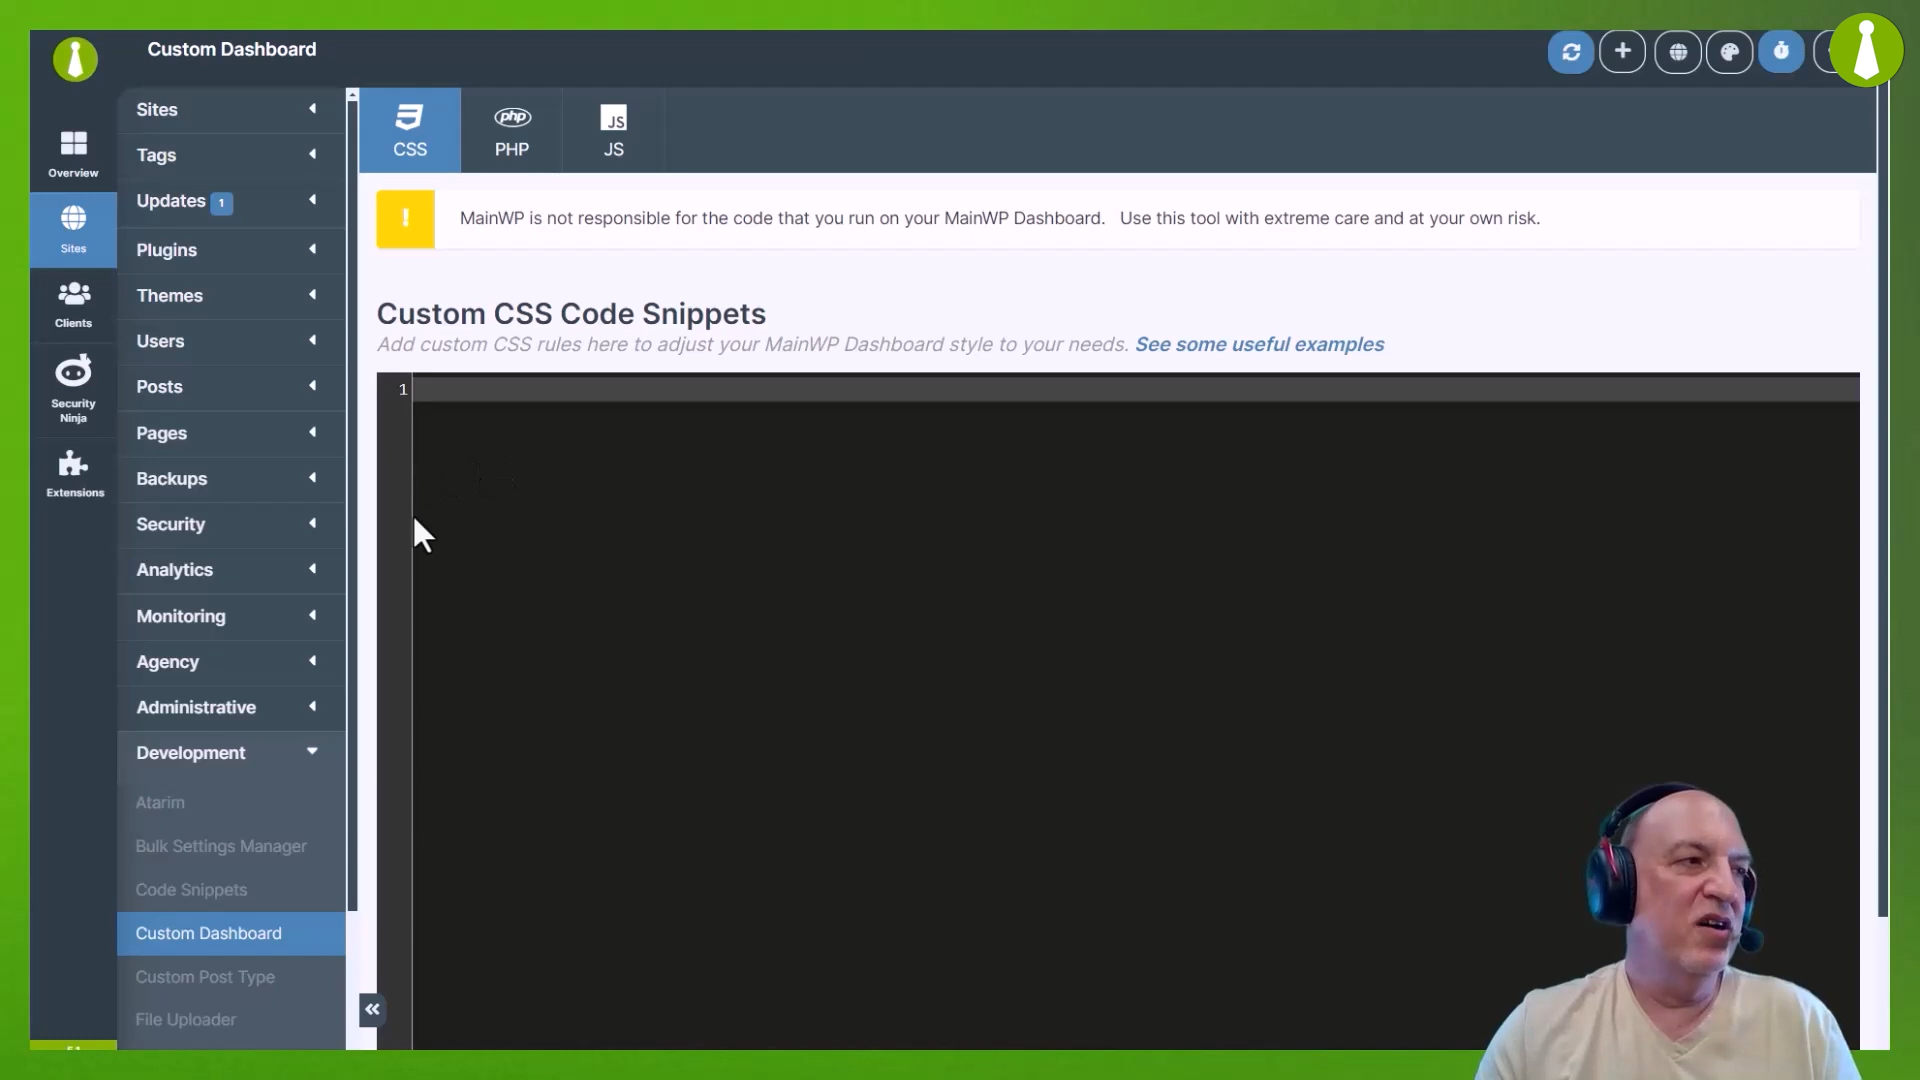 Custom Dashboard
Overview
Sites
Clients
Security
Ninja
Extensions
Sites
Tags
Updates 1
Plugins
Themes
Users
Posts
Pages
Backups
Security
Analytics
Monitoring
Agency
Administrative
Development
Atarim
Bulk Settings Manager
Code Snippets
Custom Dashboard
Custom Post Type
File Uploader
CSS
php
PHP
JS
JS
! MainWP is not responsible for the code that you run on your MainWP Dashboard. Use this tool with extreme care and at your own risk.
Custom CSS Code Snippets
Add custom CSS rules here to adjust your MainWP Dashboard style to your needs. See some useful examples
1